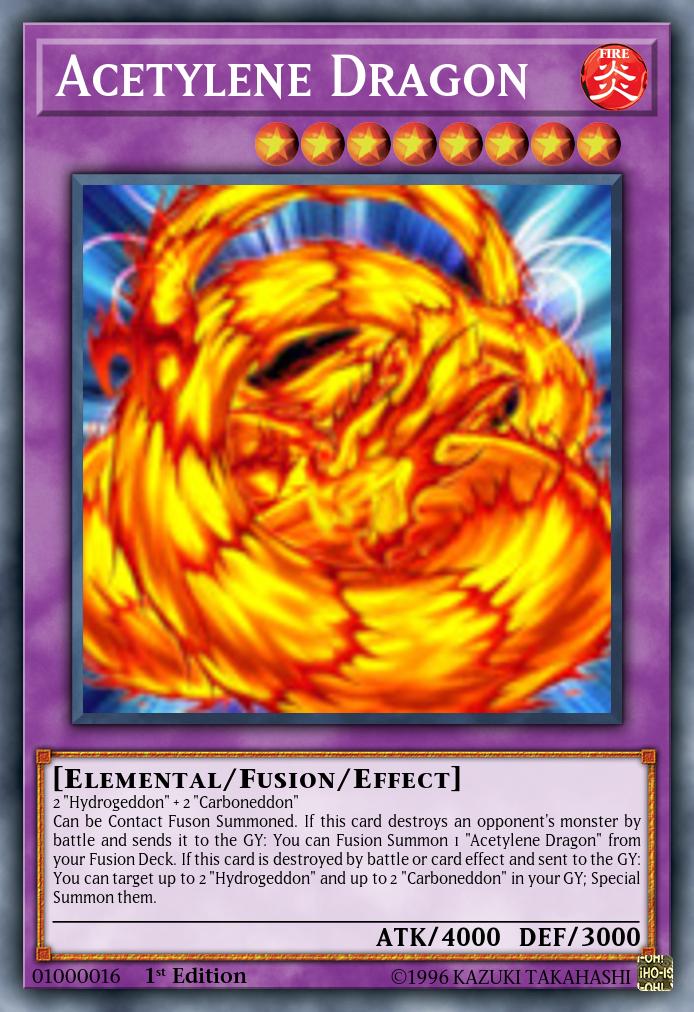 Acetylene Dragon
FIRE
炎
[Elemental/Fusion/Effect]
2 "Hydrogeddon" + 2 "Carboneddon"
Can be Contact Fuson Summoned. If this card destroys an opponent's monster by
battle and sends it to the GY: You can Fusion Summon 1 "Acetylene Dragon" from
your Fusion Deck. If this card is destroyed by battle or card effect and sent to the GY:
You can target up to 2 "Hydrogeddon" and up to 2 "Carboneddon" in your GY; Special
Summon them.
ATK/4000 DEF/3000
01000016 1st Edition ©1996 KAZUKI TAKAHASHI